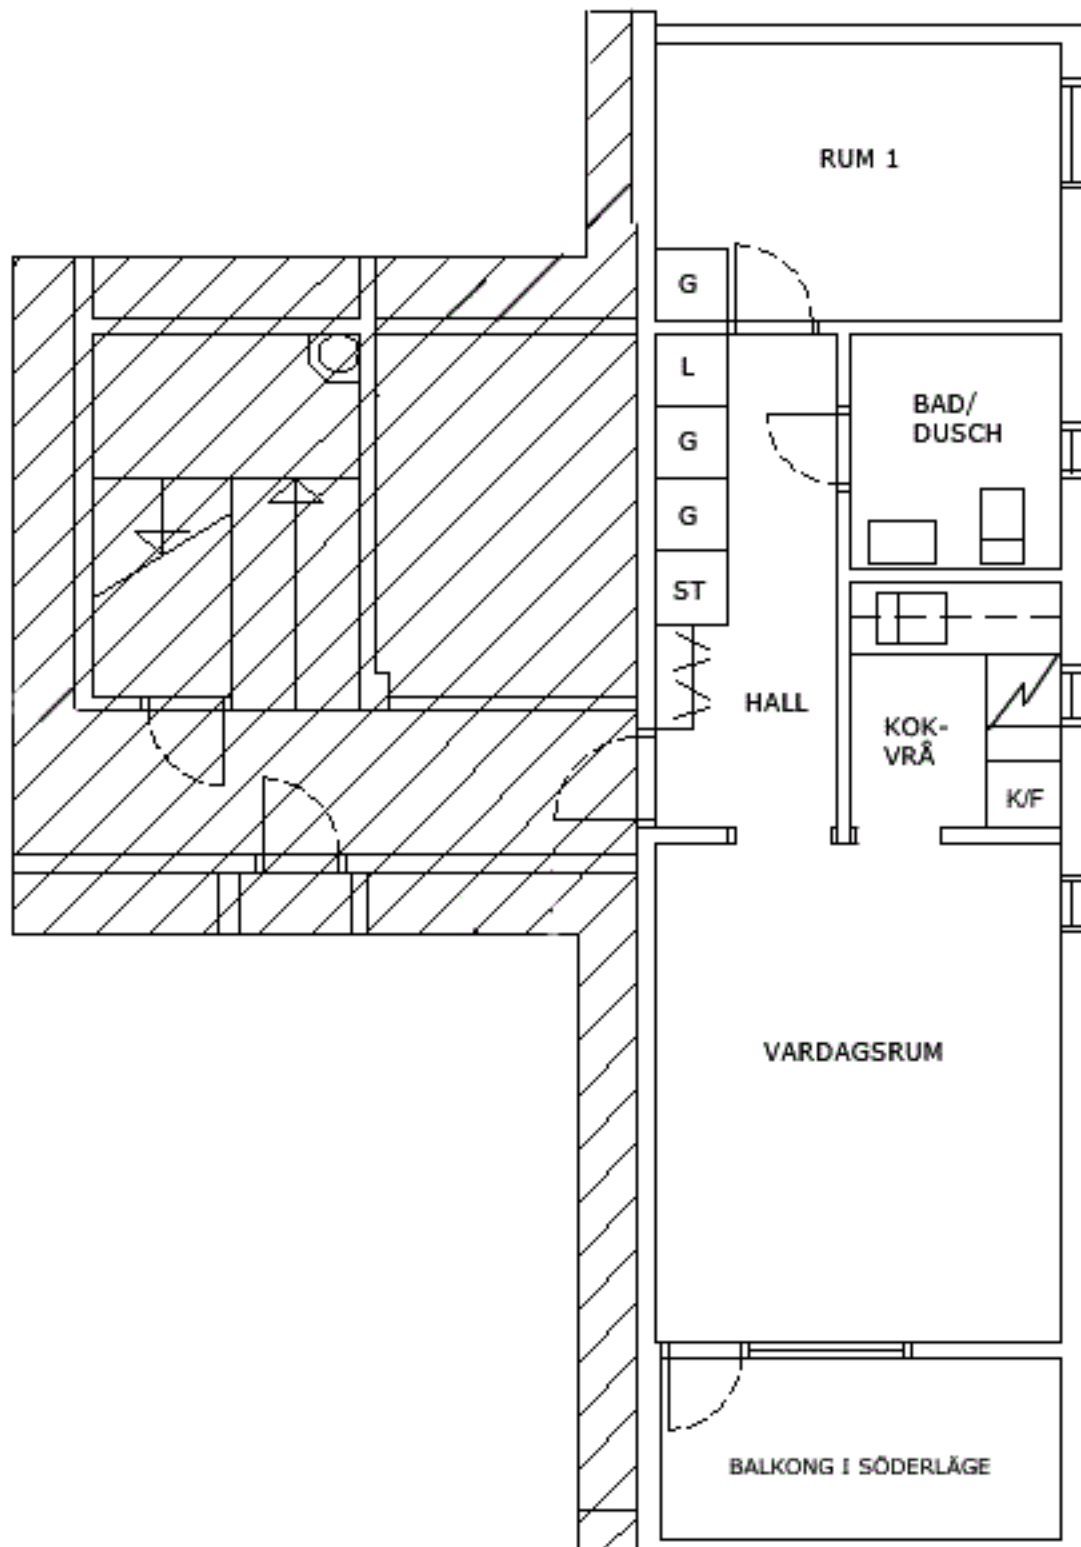 RUM 1
G
L
G
G
ST
BAD/
DUSCH
HALL
KOK-
VRÅ
K/F
VARDAGSRUM
BALKONG I SÖDERLÄGE